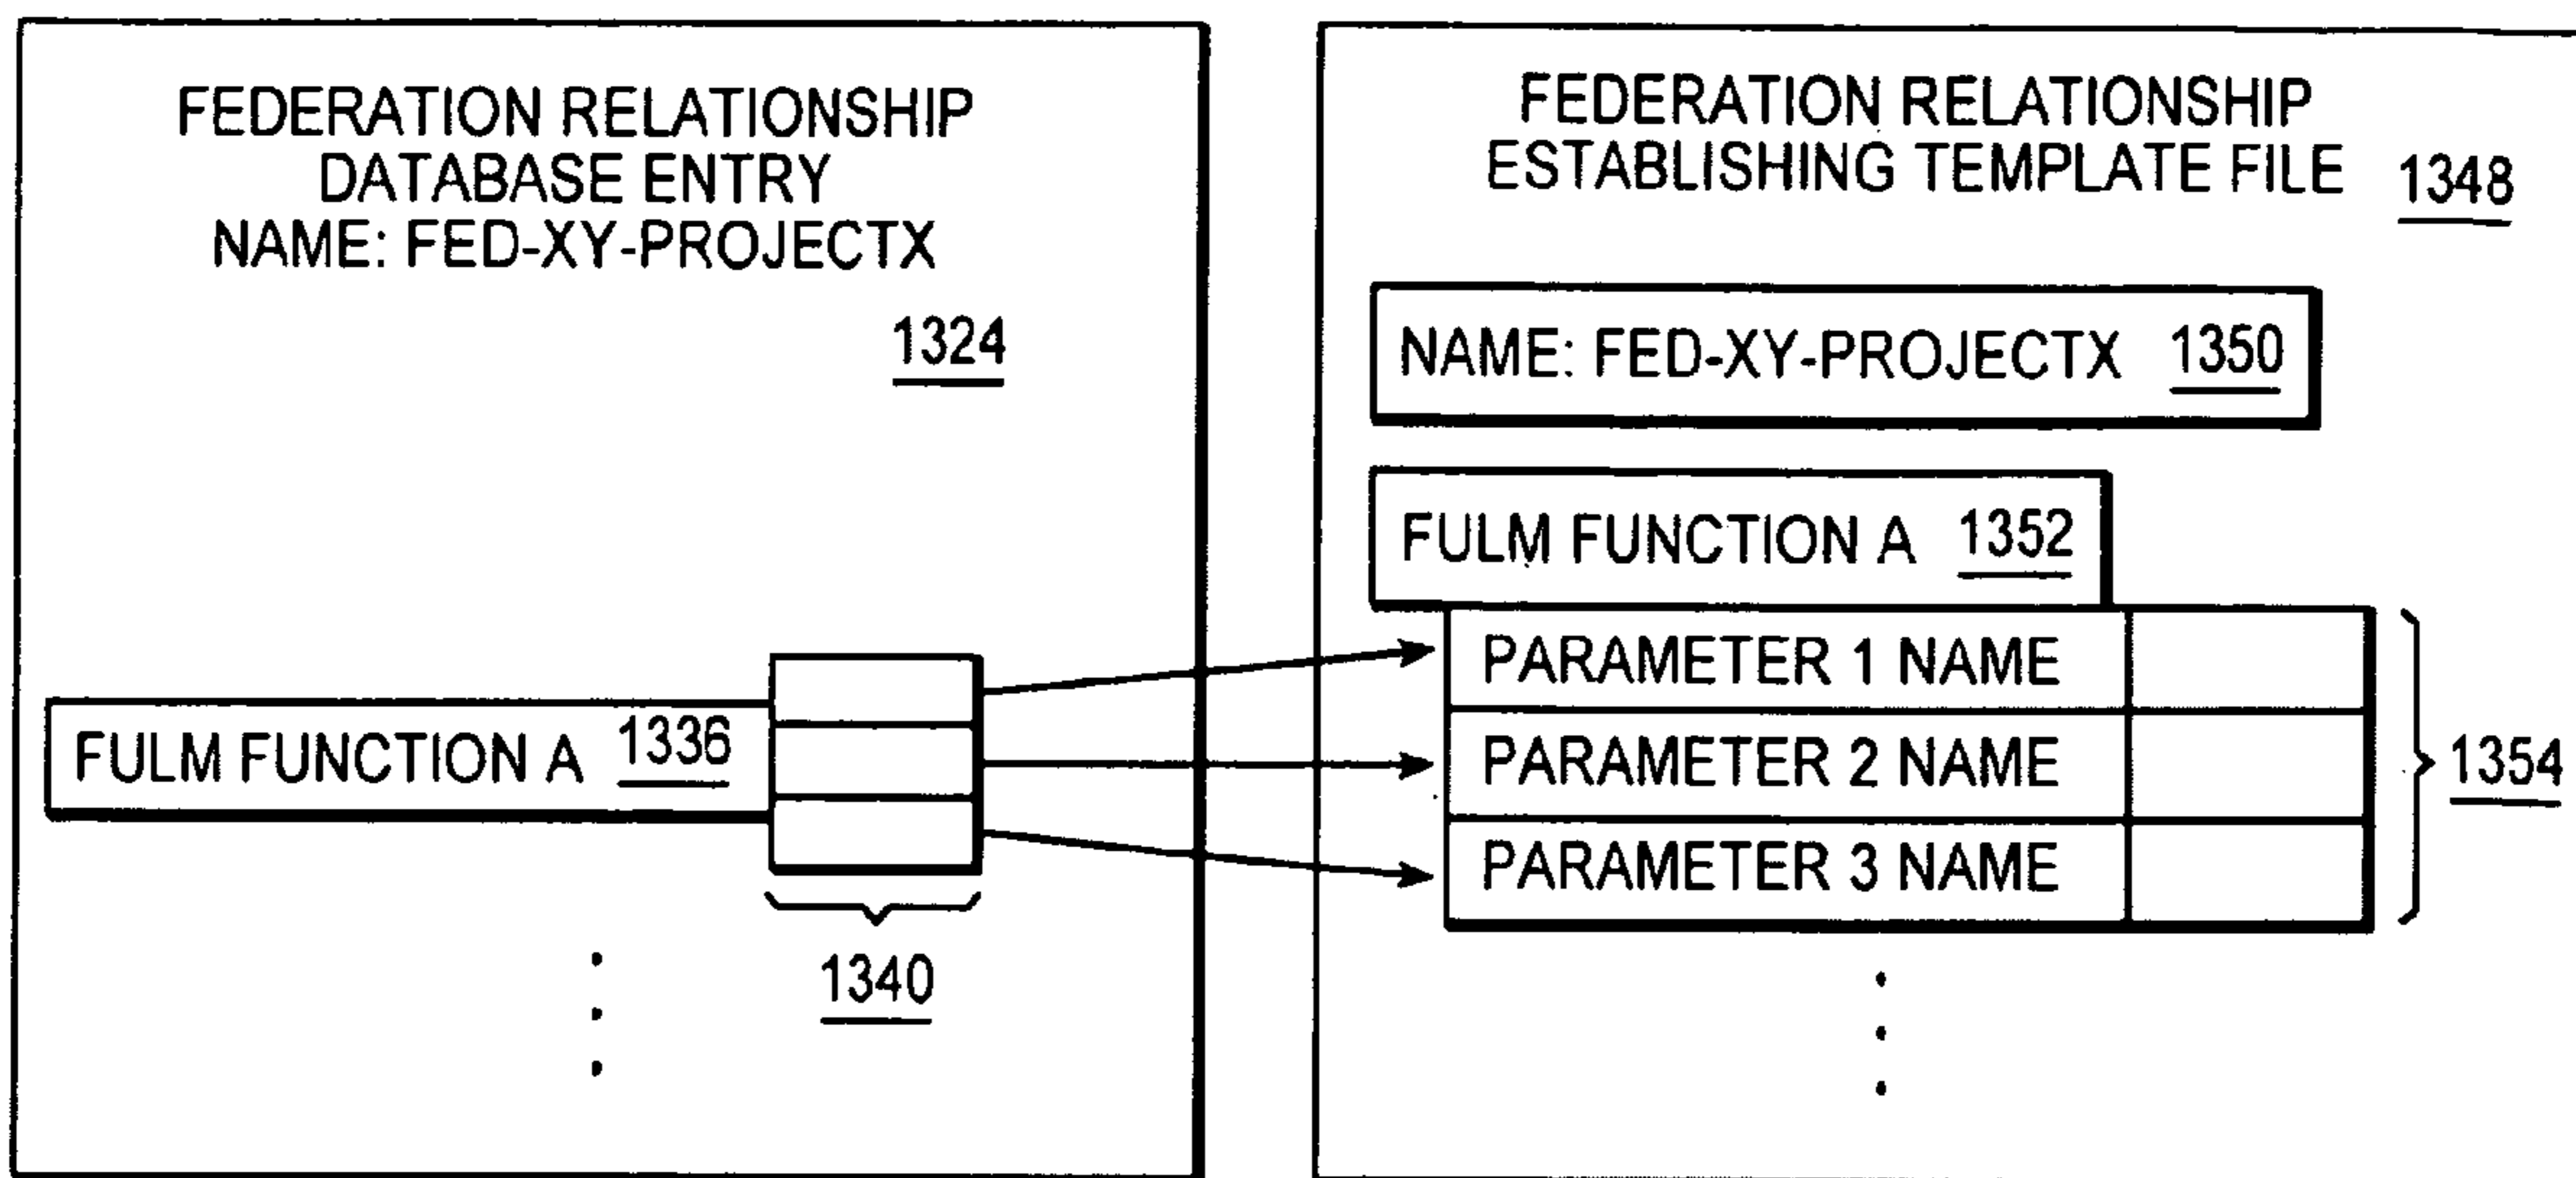 FEDERATION RELATIONSHIP
DATABASE ENTRY
NAME: FED-XY-PROJECTX
1324
FULM FUNCTION A 1336
1340
FEDERATION RELATIONSHIP
ESTABLISHING TEMPLATE FILE 1348
NAME: FED-XY-PROJECTX 1350
FULM FUNCTION A 1352
PARAMETER 1 NAME
PARAMETER 2 NAME
PARAMETER 3 NAME
1354